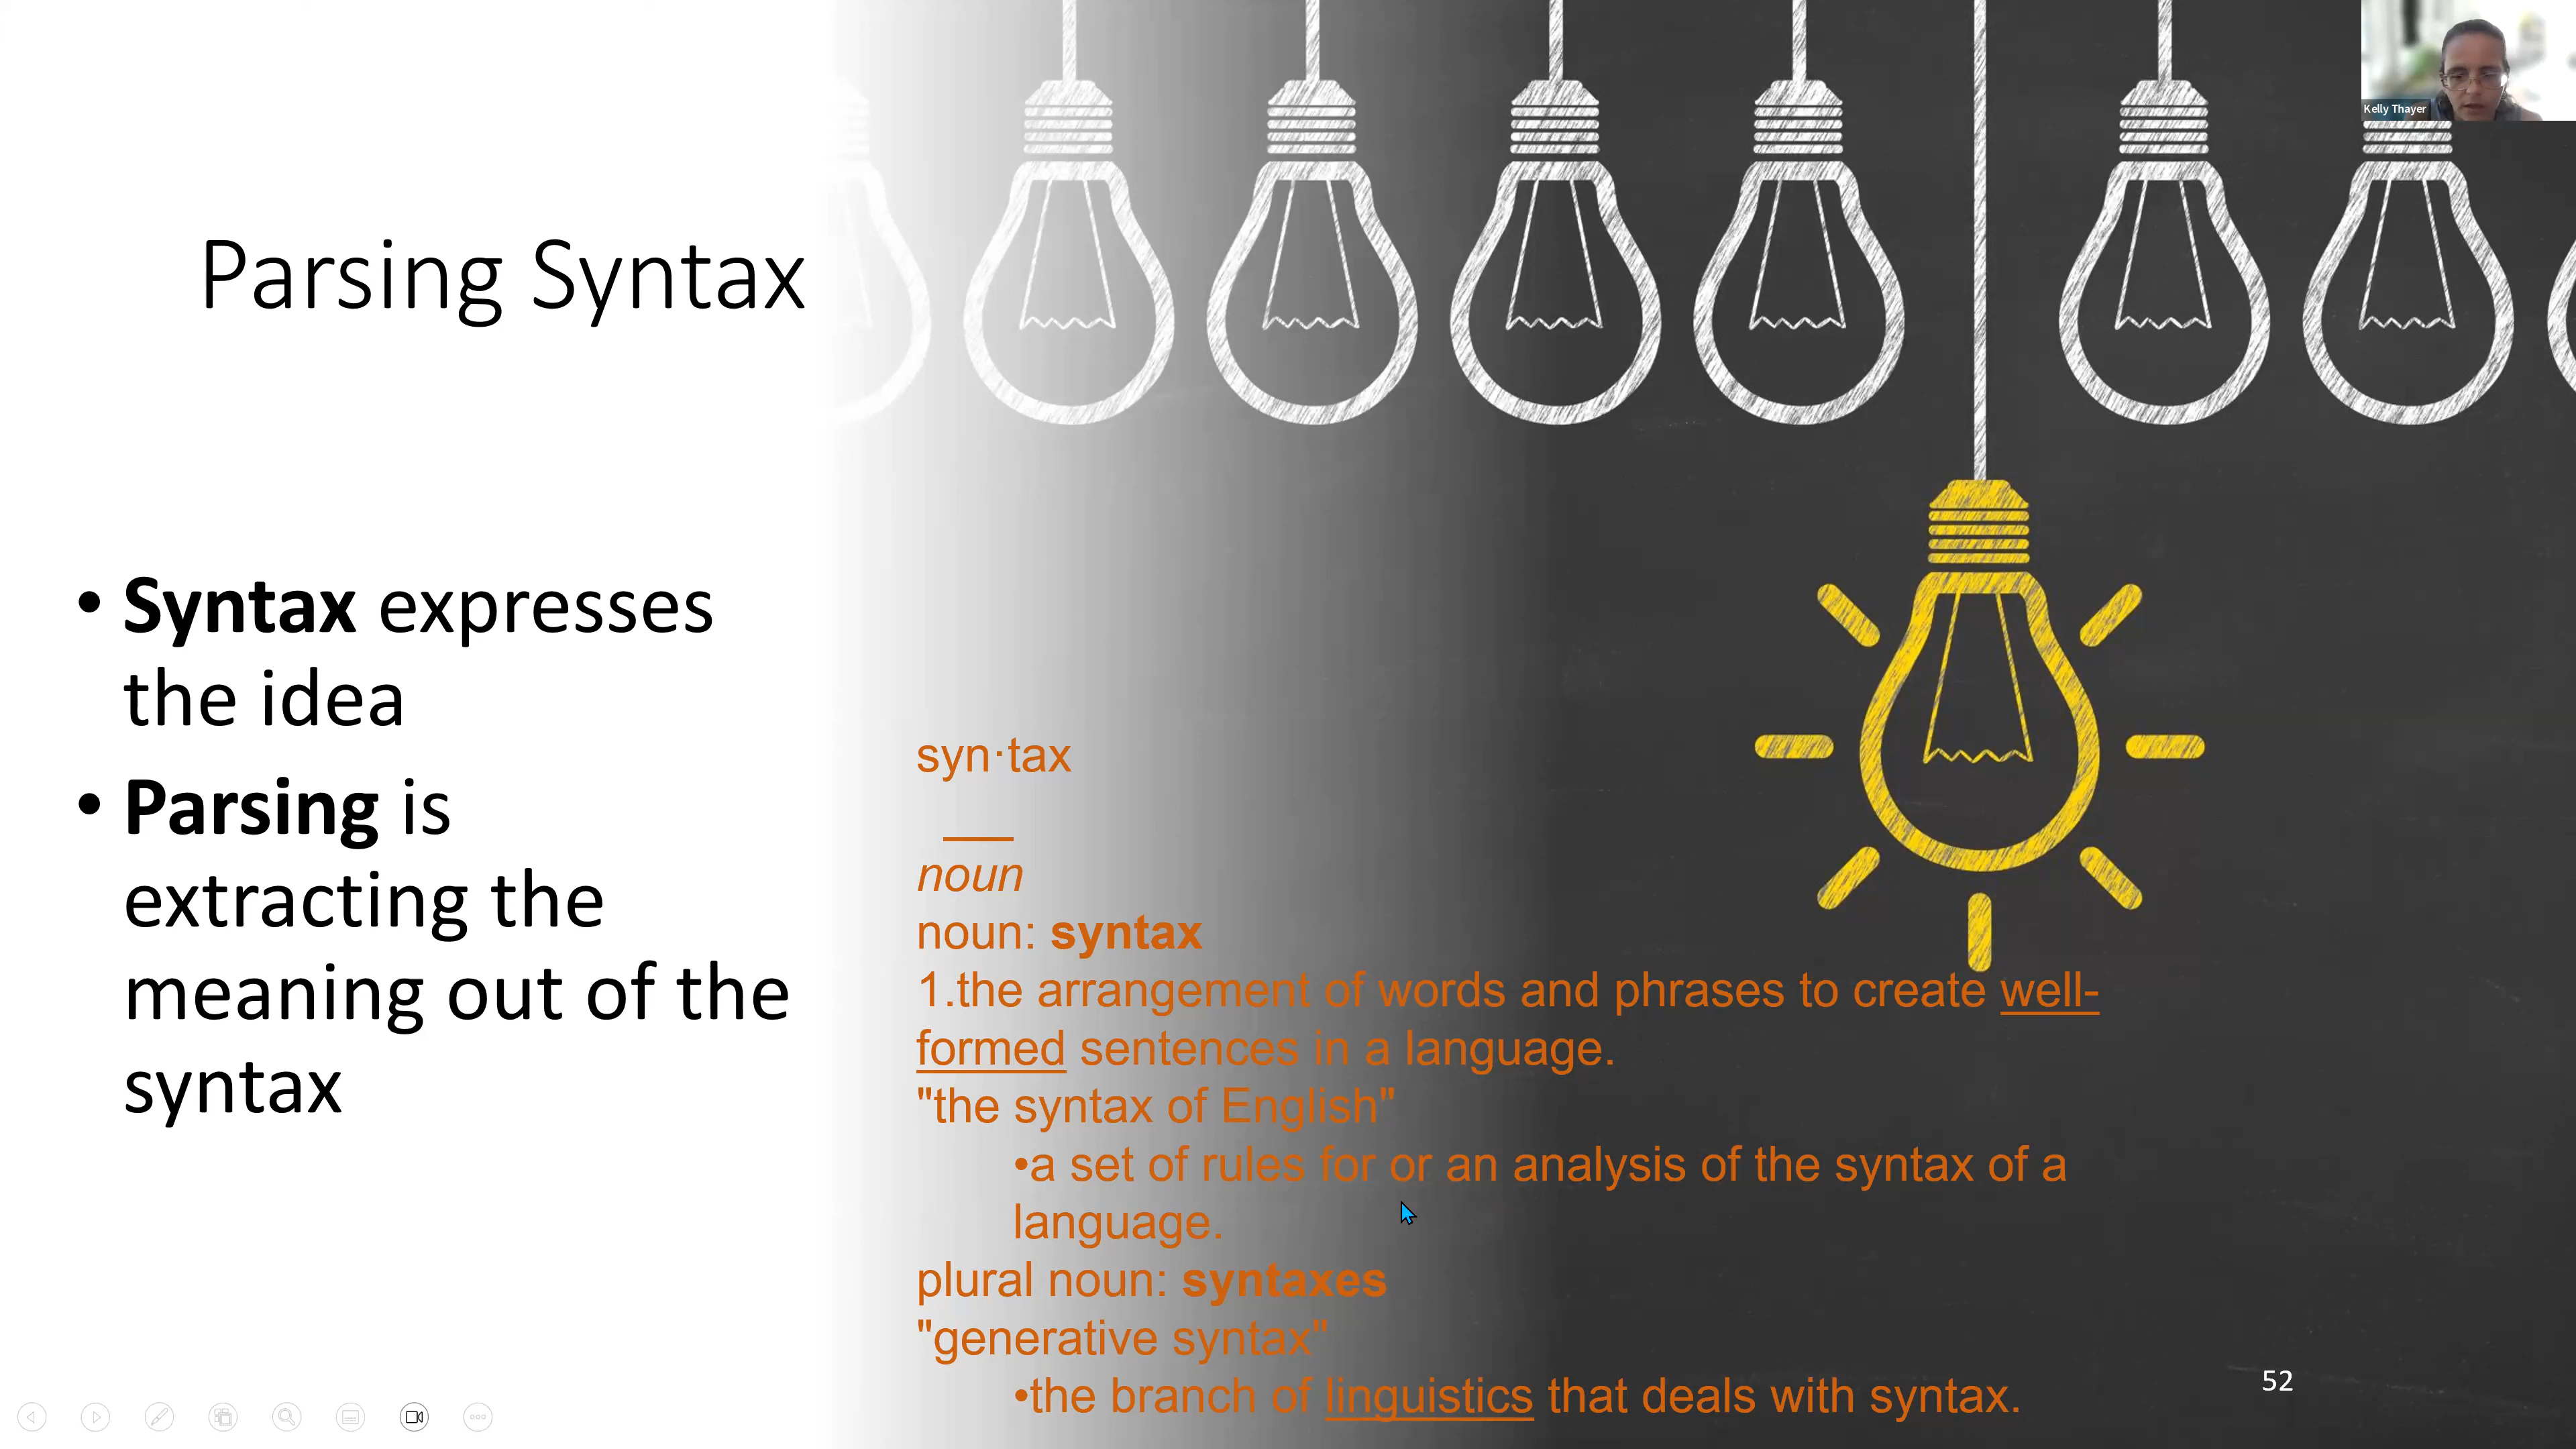 Kelly Thayer
Parsing Syntax
• Syntax expresses
the idea
• Parsing is
extracting the
meaning out of the
syntax
syn·tax
noun
noun: syntax
1.the arrangement of words and phrases to create well-
formed sentences in a language.
"the syntax of English"
•a set of rules for or an analysis of the syntax of a
language.
plural noun: syntaxes
"generative syntax"
•the branch of linguistics that deals with syntax.
52